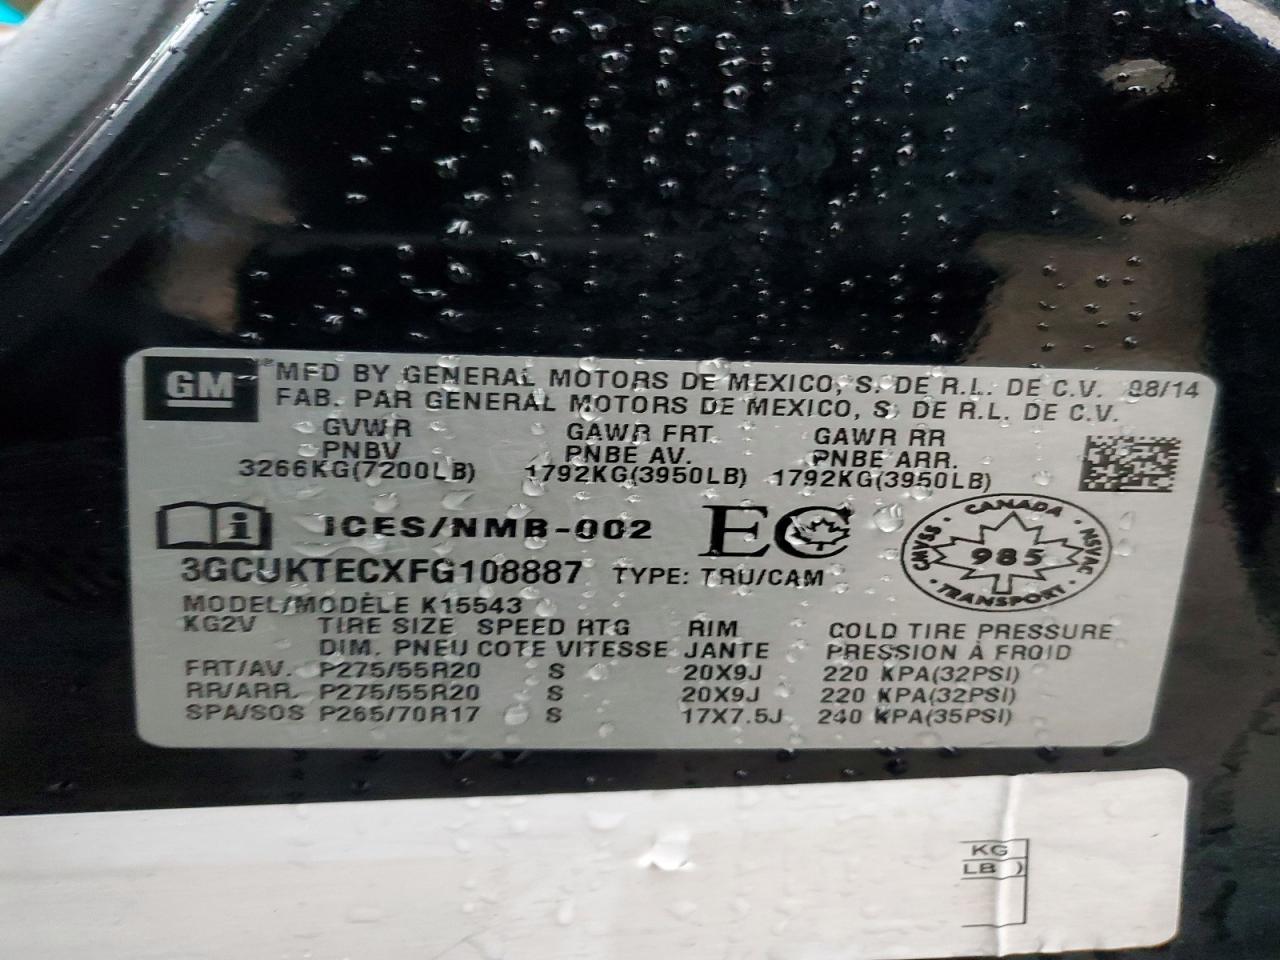 GM ® MFD BY GENERAL MOTORS DE MEXICO, S. DE R.L. DE C.V. 08/14
FAB. PAR GENERAL MOTORS DE MEXICO, S. DE R.L. DE C.V.
GVWR GAWR FRT. GAWR RR
PNBV PNBE AV. PNBE ARR.
3266KG(7200LB) 1792KG(3950LB) 1792KG(3950LB)
i ICES/NMB-002 EC
CANADA
CMVSS 985 NSVAC
TRANSPORT
3GCUKTECXFG108887 TYPE: TRU/CAM
MODEL/MODÈLE K15543
KG2V TIRE SIZE SPEED RTG RIM COLD TIRE PRESSURE
DIM. PNEU COTE VITESSE JANTE PRESSION À FROID
FRT/AV. P275/55R20 S 20X9J 220 KPA(32PSI)
RR/ARR. P275/55R20 S 20X9J 220 KPA(32PSI)
SPA/SOS P265/70R17 S 17X7.5J 240 KPA(35PSI)
KG
LB )